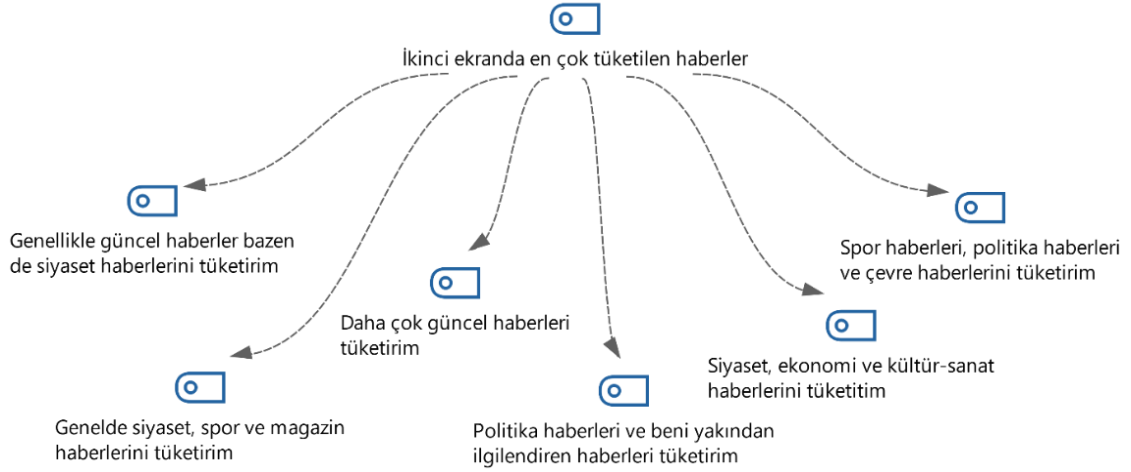 İkinci ekranda en çok tüketilen haberler
Genellikle güncel haberler bazen
de siyaset haberlerini tüketirim
Spor haberleri, politika haberleri
ve çevre haberlerini tüketirim
Daha çok güncel haberleri
tüketirim
Siyaset, ekonomi ve kültür-sanat
haberlerini tüketitim
Genelde siyaset, spor ve magazin
haberlerini tüketirim
Politika haberleri ve beni yakından
ilgilendiren haberleri tüketirim